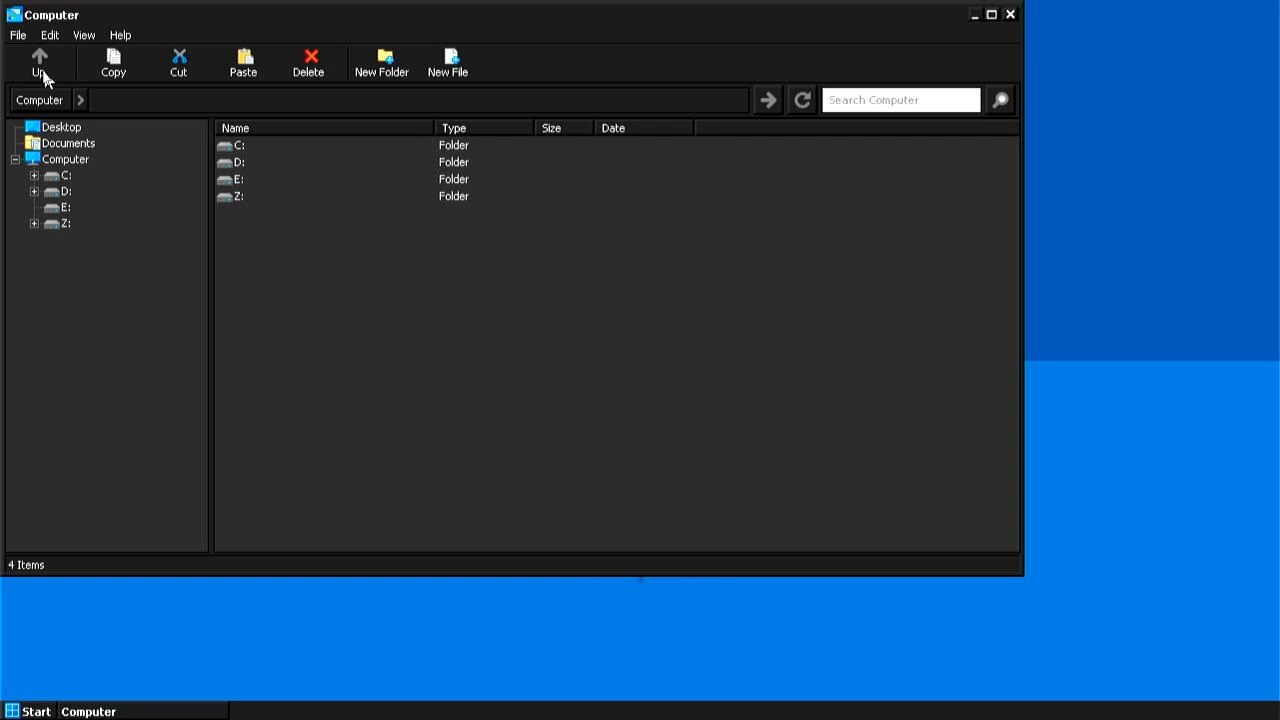 Computer
File Edit View Help
Up Copy Cut Paste Delete New Folder New File
Computer Search Computer
Desktop
Documents
Computer
C:
D:
E:
Z:
Name Type Size Date
C: Folder
D: Folder
E: Folder
Z: Folder
4 Items
Start Computer